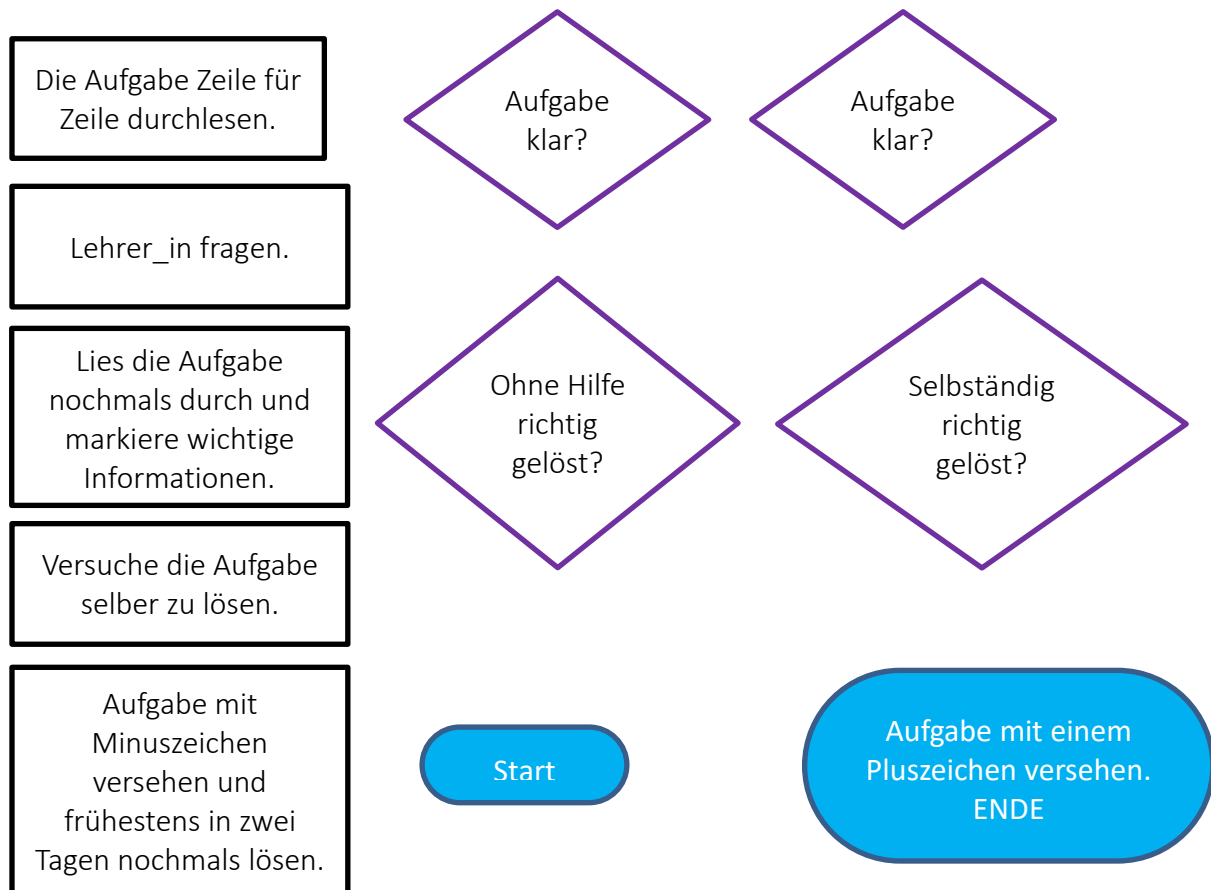 Die Aufgabe Zeile für
Zeile durchlesen.
Aufgabe
klar?
Aufgabe
klar?
Lehrer_in fragen.
Lies die Aufgabe
nochmals durch und
markiere wichtige
Informationen.
Ohne Hilfe
richtig
gelöst?
Selbständig
richtig
gelöst?
Versuche die Aufgabe
selber zu lösen.
Aufgabe mit
Minuszeichen
versehen und
frühestens in zwei
Tagen nochmals lösen.
Start
Aufgabe mit einem
Pluszeichen versehen.
ENDE